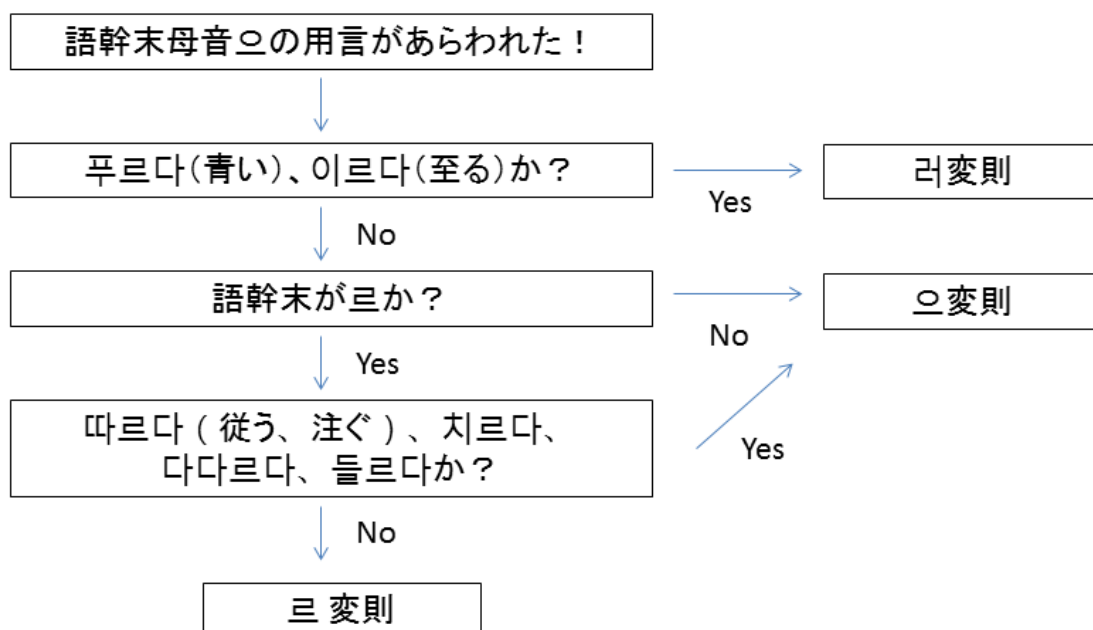 語幹末母音으の用言があらわれた！
푸르다(青い)、이르다(至る)か？
Yes
러変則
No
語幹末が르か？
No
으変則
Yes
따르다（従う、注ぐ）、치르다、
다다르다、들르다か？
Yes
No
르 変則